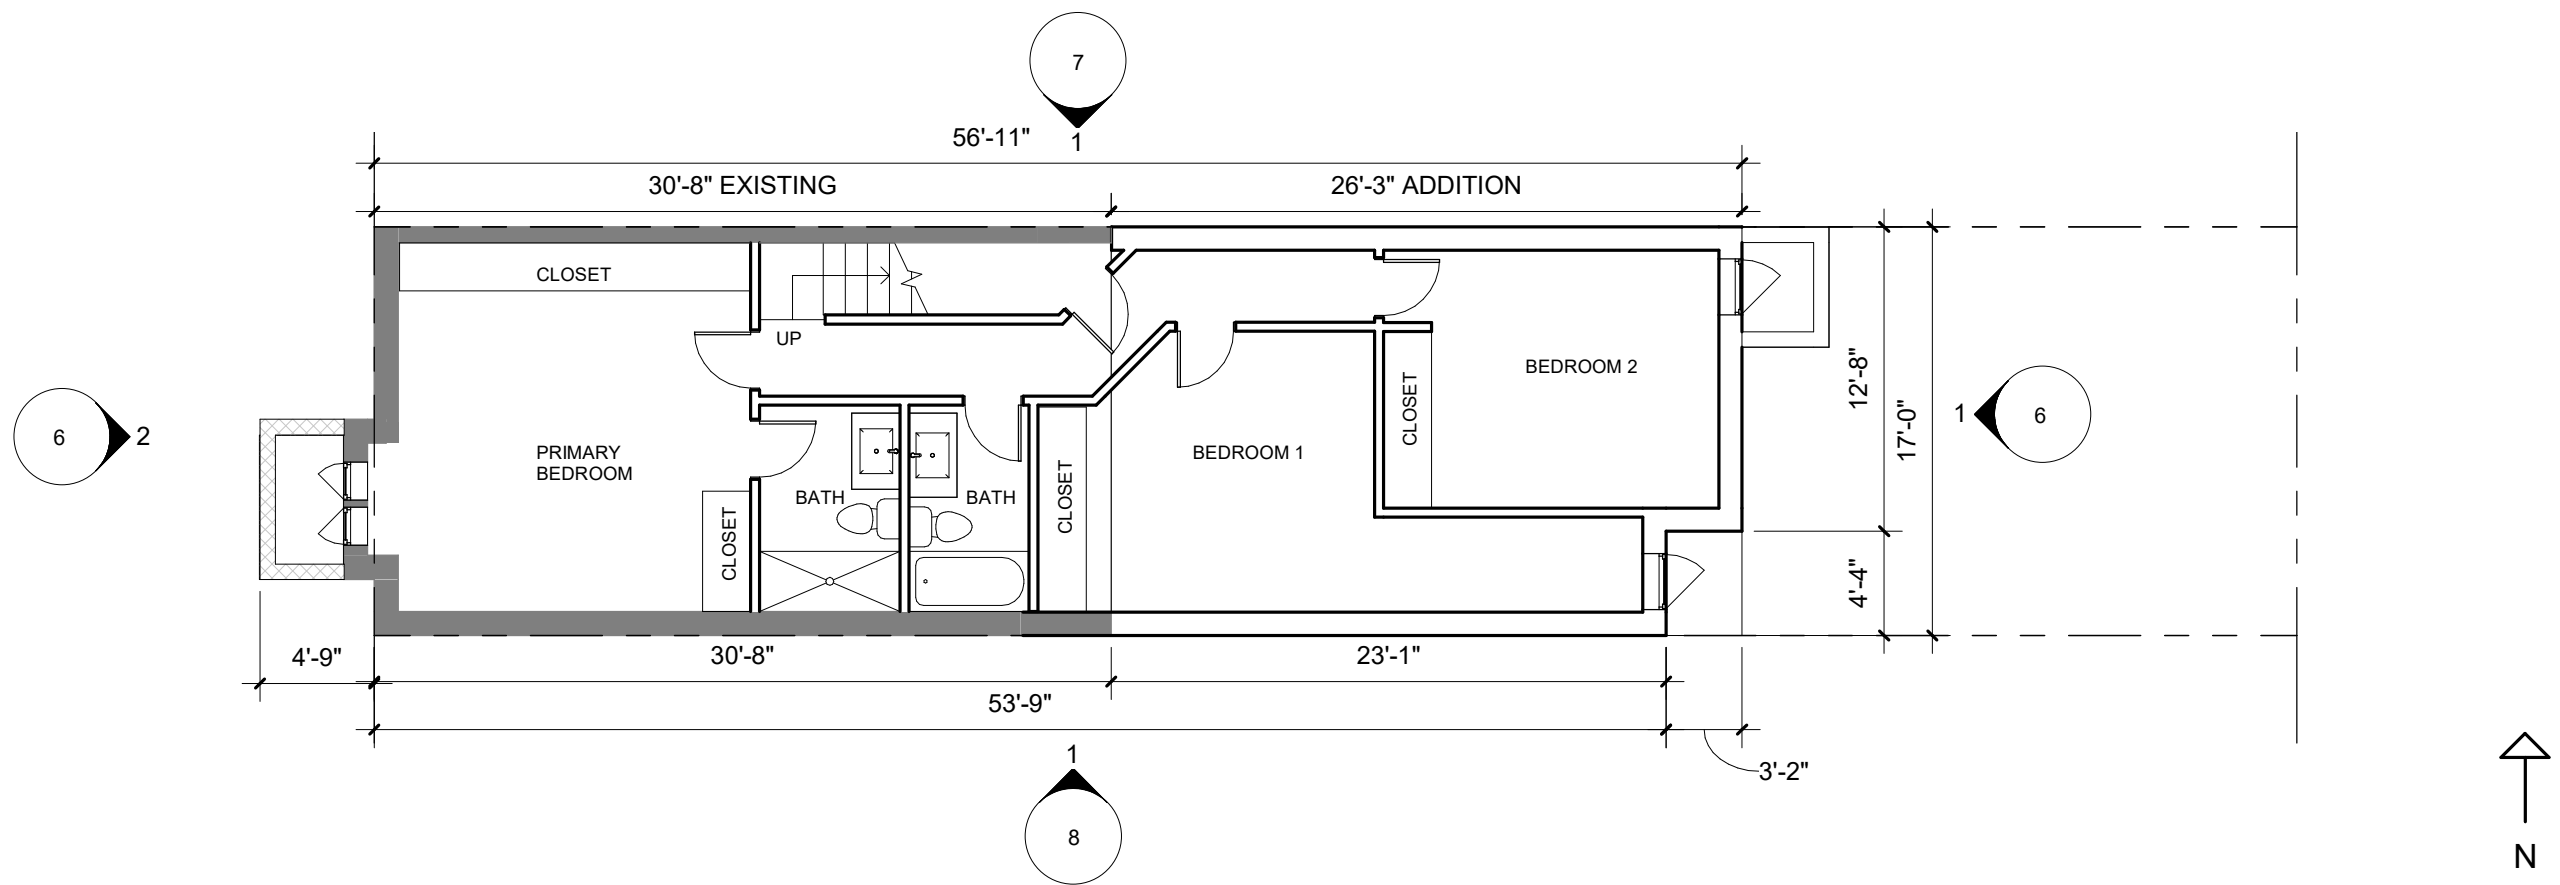 7
1
56'-11"
30'-8" EXISTING
26'-3" ADDITION
CLOSET
UP
BEDROOM 2
12'-8"
17'-0"
CLOSET
1
6
6
2
PRIMARY
BEDROOM
BEDROOM 1
BATH
BATH
CLOSET
CLOSET
4'-4"
4'-9"
30'-8"
23'-1"
53'-9"
1
8
3'-2"
N